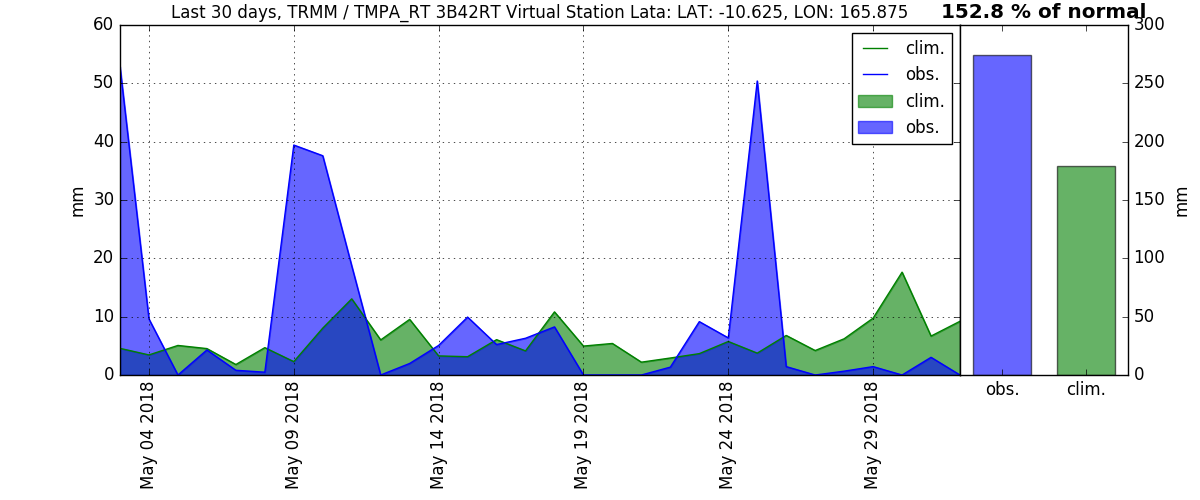 Last 30 days, TRMM / TMPA_RT 3B42RT Virtual Station Lata: LAT: -10.625, LON: 165.875
152.8 % of normal
60
50
40
30
20
10
0
mm
clim.
obs.
clim.
obs.
May 04 2018
May 09 2018
May 14 2018
May 19 2018
May 24 2018
May 29 2018
300
250
200
150
100
50
0
mm
obs.
clim.